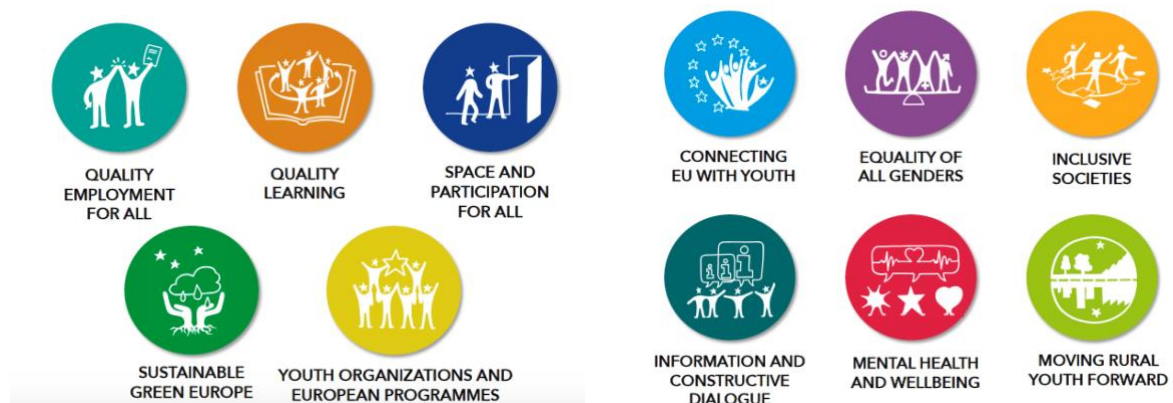 QUALITY
EMPLOYMENT
FOR ALL
QUALITY
LEARNING
SPACE AND
PARTICIPATION
FOR ALL
SUSTAINABLE
GREEN EUROPE
YOUTH ORGANIZATIONS AND
EUROPEAN PROGRAMMES
CONNECTING
EU WITH YOUTH
EQUALITY OF
ALL GENDERS
INCLUSIVE
SOCIETIES
INFORMATION AND
CONSTRUCTIVE
DIALOGUE
MENTAL HEALTH
AND WELLBEING
MOVING RURAL
YOUTH FORWARD